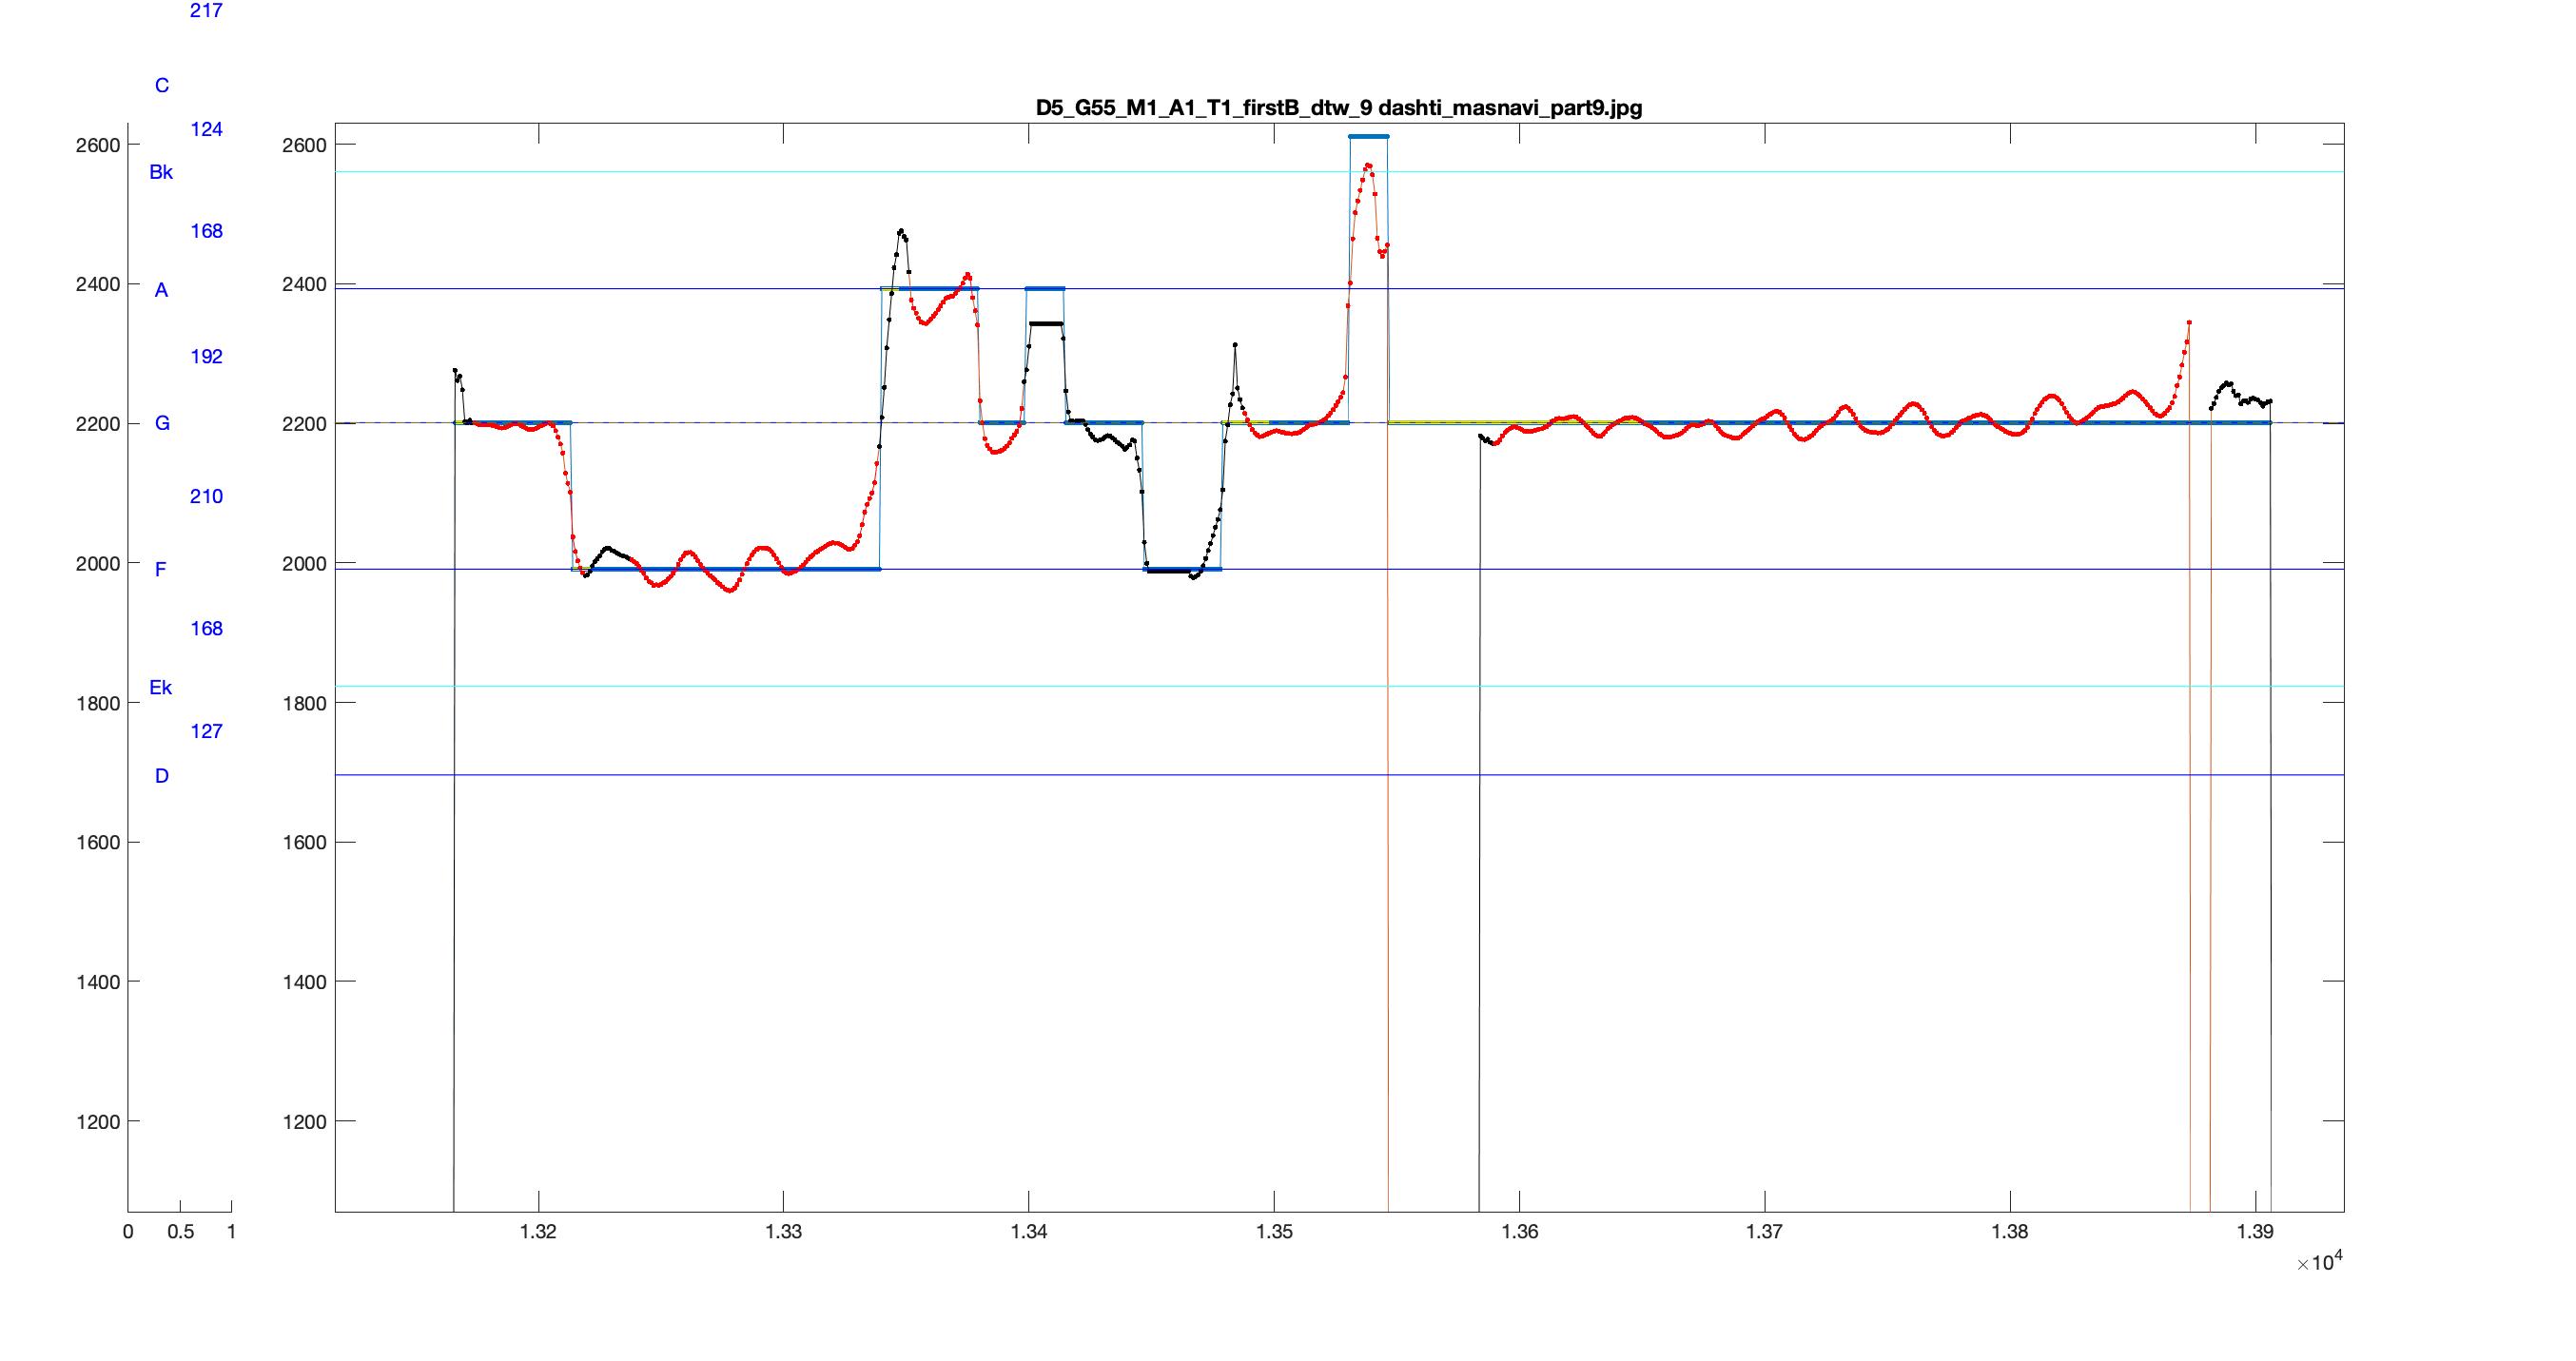 217
C
D5_G55_M1_A1_T1_firstB_dtw_9 dashti_masnavi_part9.jpg
124
2600 2600
Bk
168
2400 A 2400
192
2200 G 2200
210
2000 F 2000
168
Ek
1800 1800
127
D
1600 1600
1400 1400
1200 1200
0 0.5 1 1.32 1.33 1.34 1.35 1.36 1.37 1.38 1.39
×10⁴